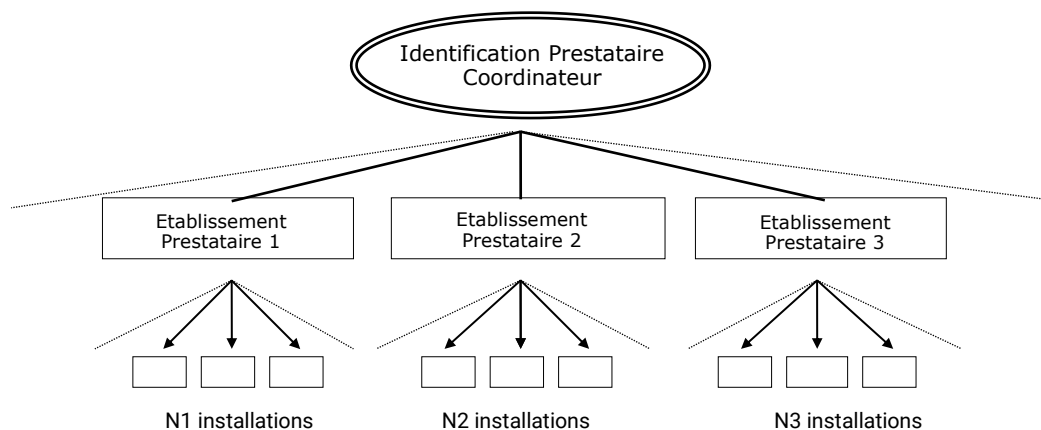 Identification Prestataire
Coordinateur
Etablissement
Prestataire 1
Etablissement
Prestataire 2
Etablissement
Prestataire 3
N1 installations
N2 installations
N3 installations